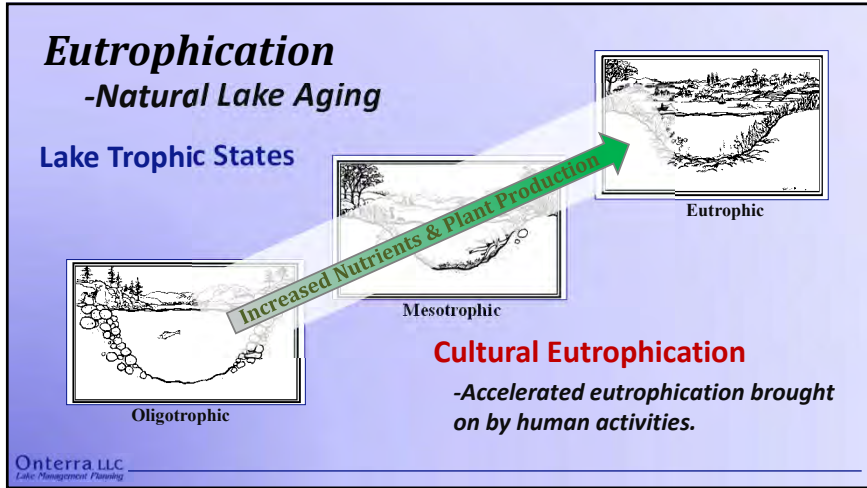 Eutrophication
-Natural Lake Aging
Lake Trophic States
Increased Nutrients & Plant Production
Eutrophic
Mesotrophic
Oligotrophic
Cultural Eutrophication
-Accelerated eutrophication brought
on by human activities.
Onterra LLC
Lake Management Planning